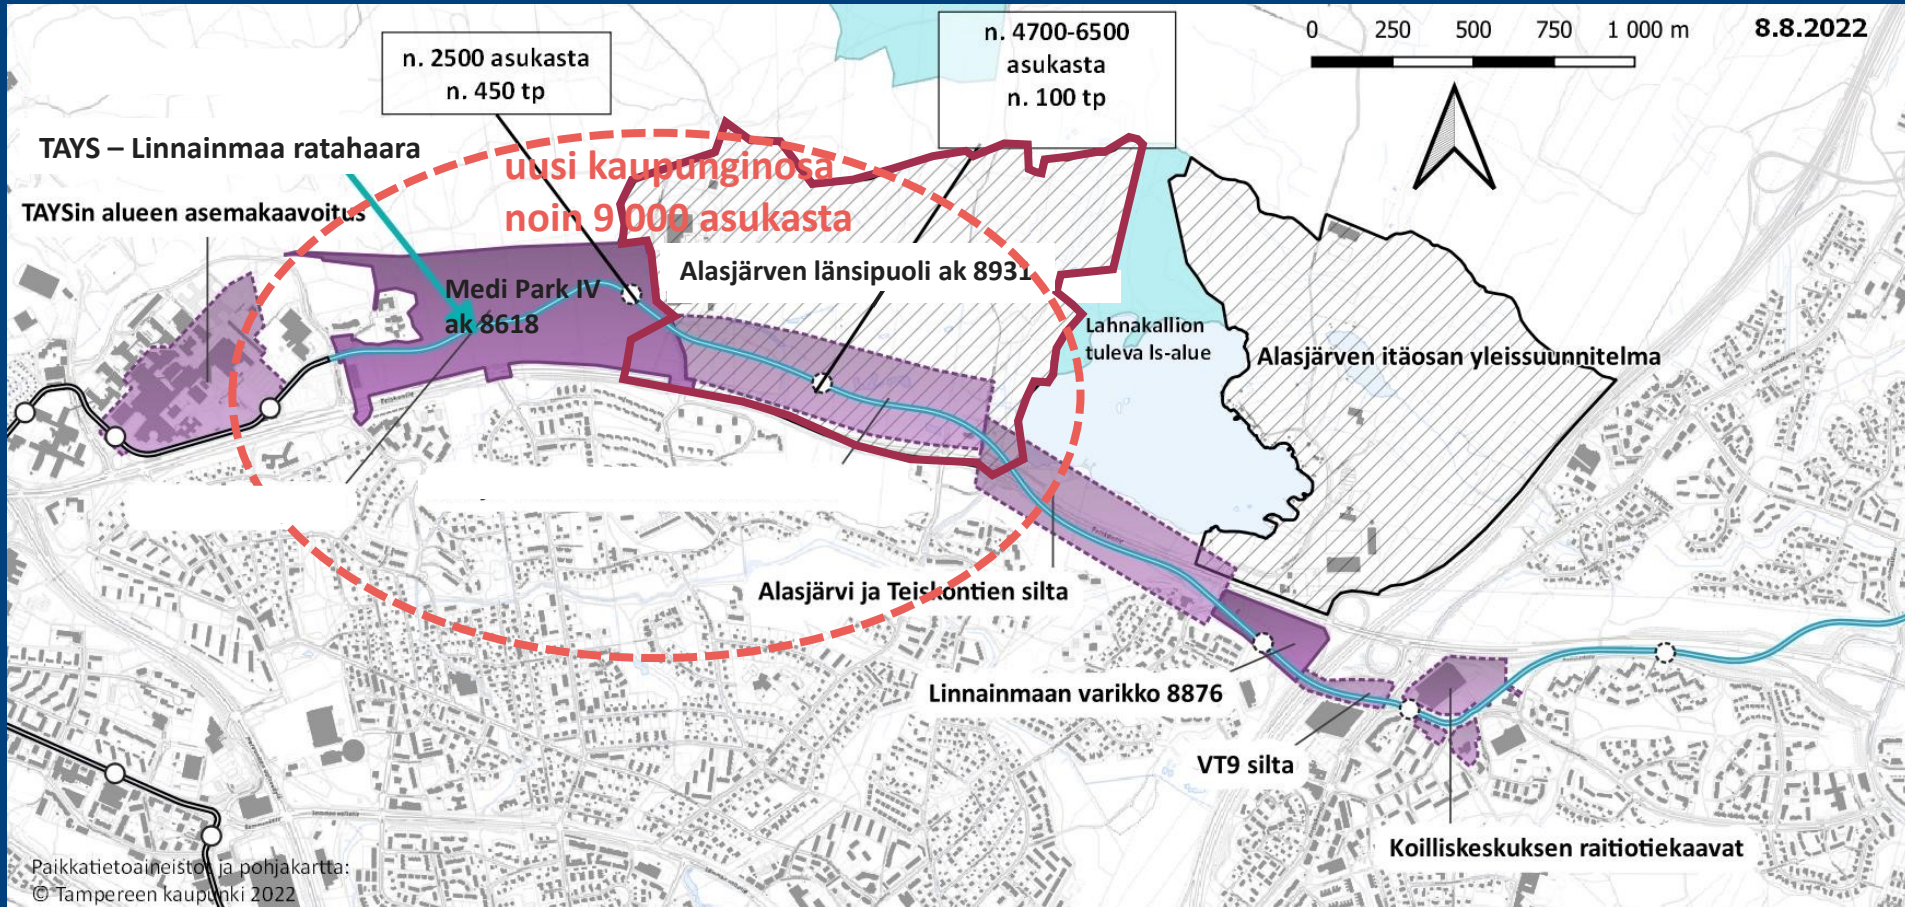 n. 2500 asukasta
n. 450 tp
n. 4700-6500
asukasta
n. 100 tp
0 250 500 750 1 000 m
8.8.2022
TAYS – Linnainmaa ratahaara
uusi kaupunginosa
noin 9 000 asukasta
TAYSin alueen asemakaavoitus
Medi Park IV
ak 8618
Alasjärven länsipuoli ak 8931
Lahnakallion
tuleva ls-alue
Alasjärven itäosan yleissuunnitelma
Teiskontie
Alasjärvi ja Teiskontien silta
Linnainmaan varikko 8876
VT9 silta
Koilliskeskuksen raitiotiekaavat
Paikkatietoaineistot ja pohjakartta:
© Tampereen kaupunki 2022